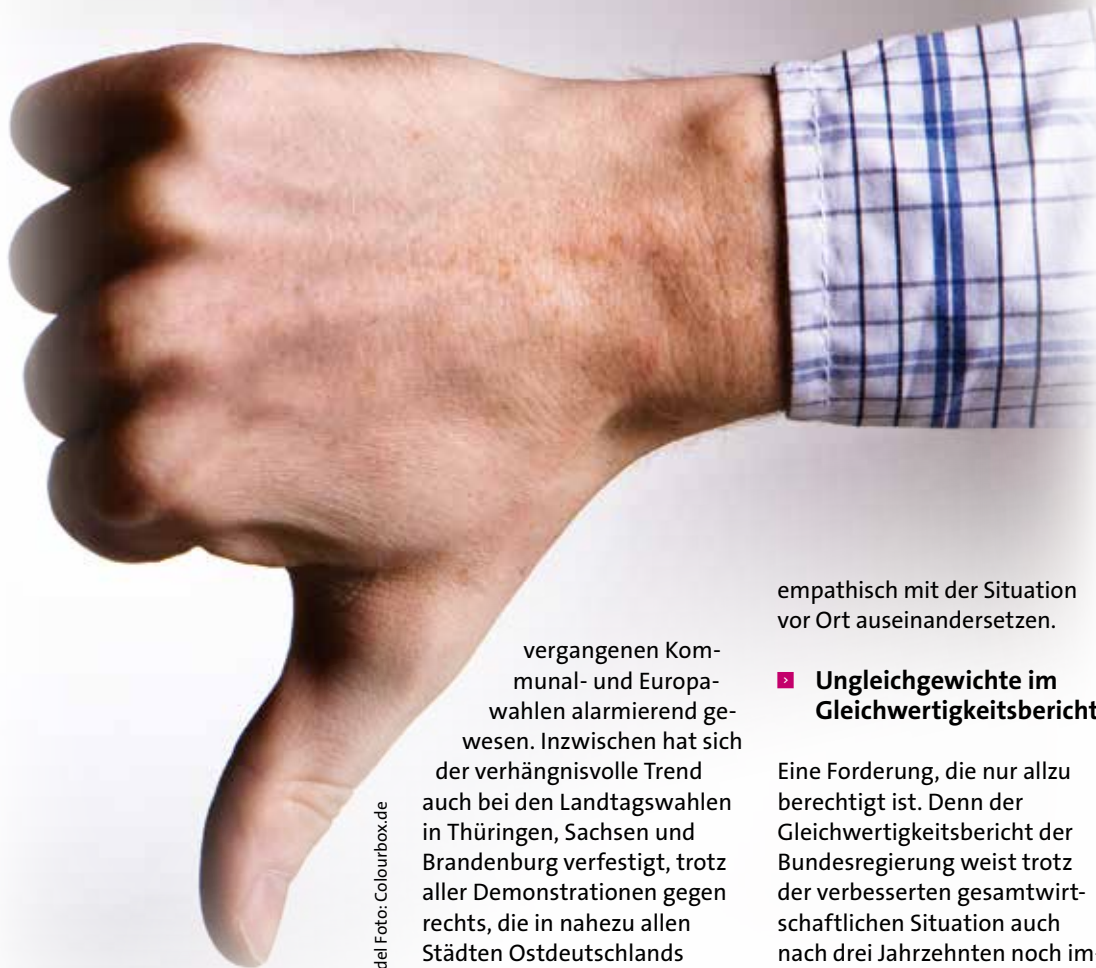 vergangenen Kom-
munal- und Europa-
wahlen alarmierend ge-
wesen. Inzwischen hat sich
der verhängnisvolle Trend
auch bei den Landtagswahlen
in Thüringen, Sachsen und
Brandenburg verfestigt, trotz
aller Demonstrationen gegen
rechts, die in nahezu allen
Städten Ostdeutschlands
empathisch mit der Situation
vor Ort auseinandersetzen.
Ungleichgewichte im
Gleichwertigkeitsbericht
Eine Forderung, die nur allzu
berechtigt ist. Denn der
Gleichwertigkeitsbericht der
Bundesregierung weist trotz
der verbesserten gesamtwirt-
schaftlichen Situation auch
nach drei Jahrzehnten noch im-
del Foto: Colourbox.de